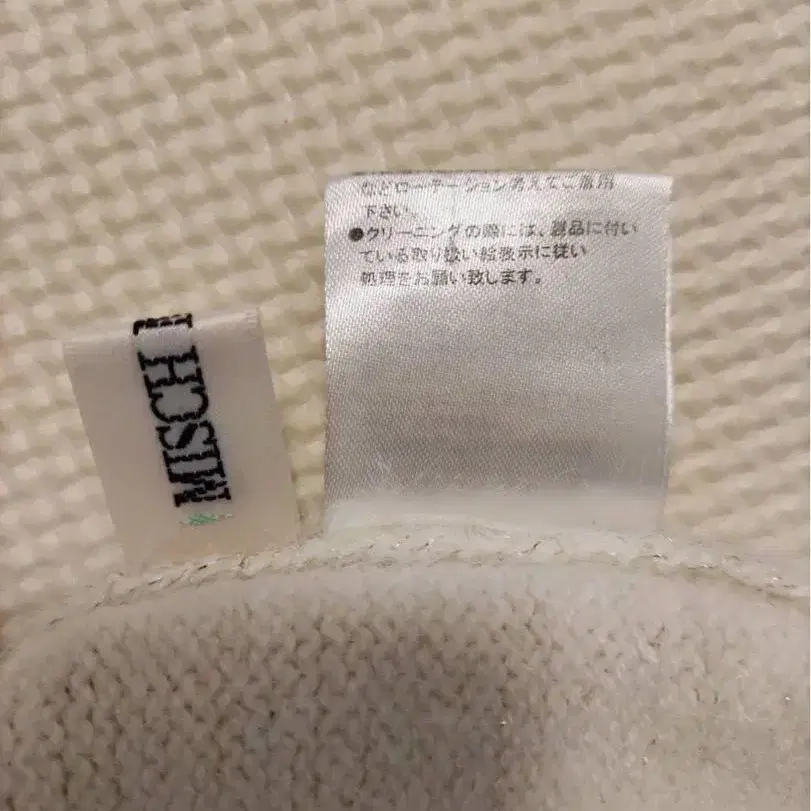 MISCH
などローテーション考えてご着用
下さい。
●クリーニングの際には、製品に付い
ている取り扱い絵表示に従い
処理をお願い致します。